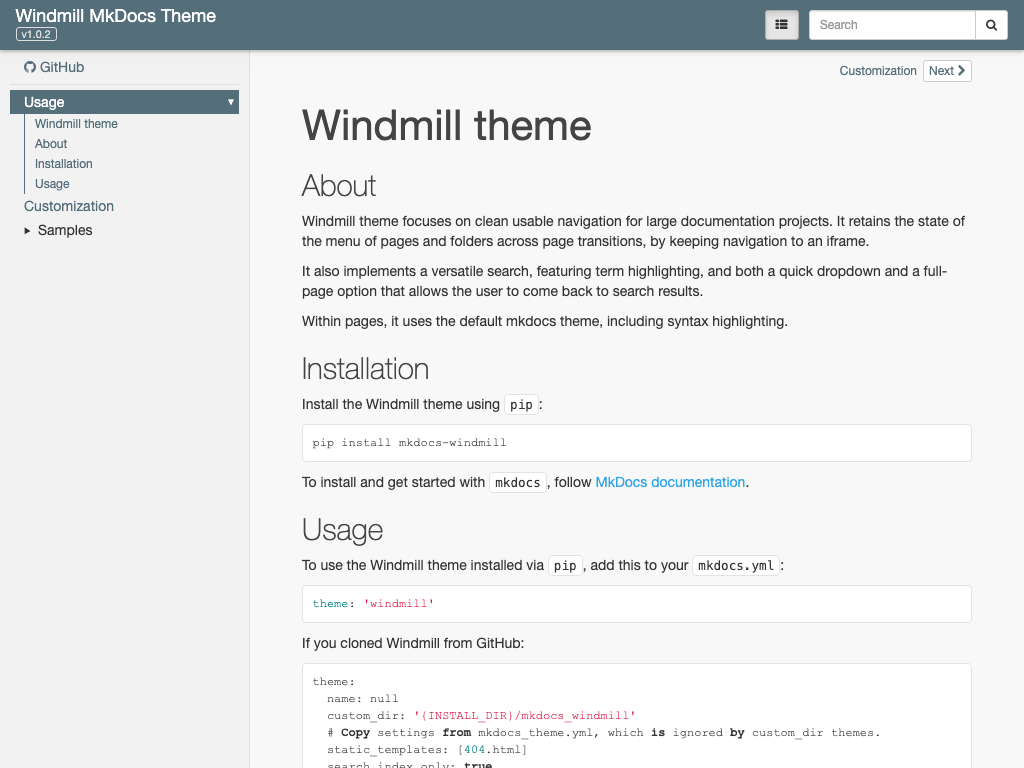 Windmill MkDocs Theme
v1.0.2
Search
GitHub
Usage
Windmill theme
About
Installation
Usage
Customization
Samples
Customization Next
Windmill theme
About
Windmill theme focuses on clean usable navigation for large documentation projects. It retains the state of
the menu of pages and folders across page transitions, by keeping navigation to an iframe.
It also implements a versatile search, featuring term highlighting, and both a quick dropdown and a full-
page option that allows the user to come back to search results.
Within pages, it uses the default mkdocs theme, including syntax highlighting.
Installation
Install the Windmill theme using pip:
pip install mkdocs-windmill
To install and get started with mkdocs, follow MkDocs documentation.
Usage
To use the Windmill theme installed via pip, add this to your mkdocs.yml:
theme: 'windmill'
If you cloned Windmill from GitHub:
theme:
  name: null
  custom_dir: '{INSTALL_DIR}/mkdocs_windmill'
  # Copy settings from mkdocs_theme.yml, which is ignored by custom_dir themes.
  static_templates: [404.html]
  search_index_only: true